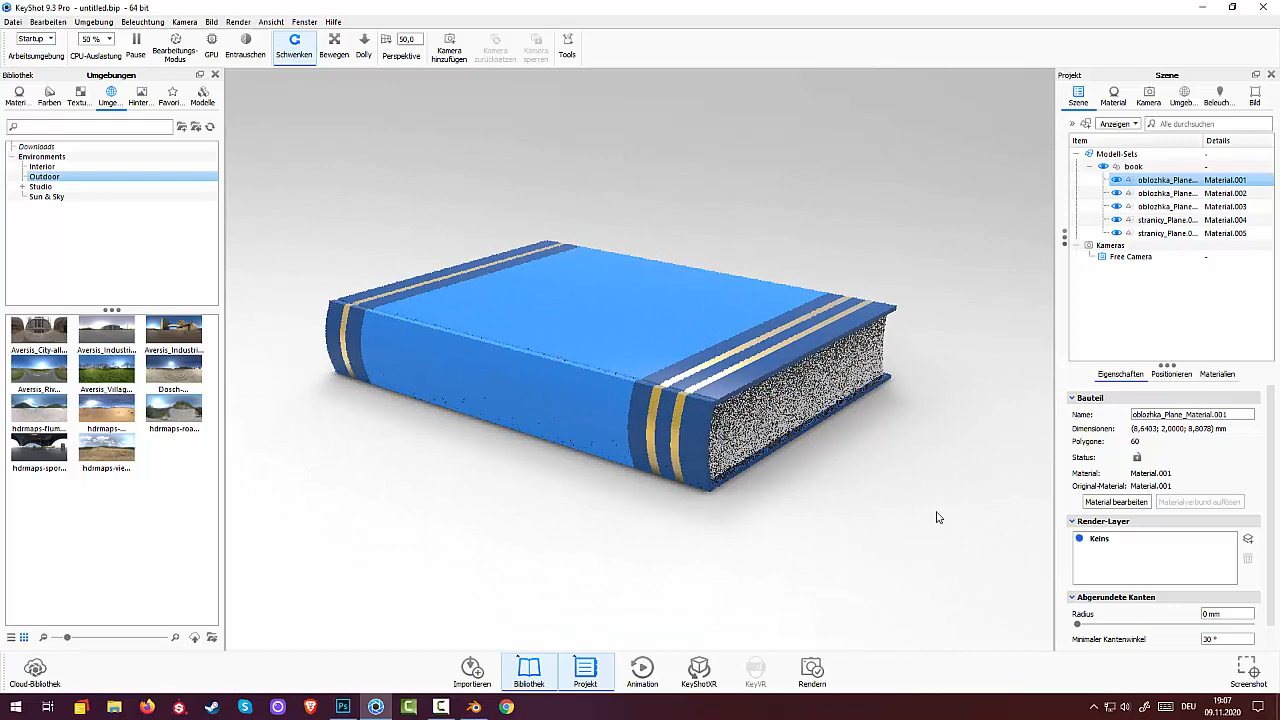 KeyShot 9.3 Pro - untitled.bip - 64 bit
Datei Bearbeiten Umgebung Beleuchtung Kamera Bild Render Ansicht Fenster Hilfe
Startup
50 %
50,0
Arbeitsumgebung
CPU-Auslastung
Pause
Bearbeitungs-Modus
GPU
Entrauschen
Schwenken
Bewegen
Dolly
Perspektive
Kamera hinzufügen
Kamera zurücksetzen
Kamera sperren
Tools
Bibliothek
Umgebungen
Materi... Farben Textu... Umge... Hinter... Favori... Modelle
Downloads
Environments
Interior
Outdoor
Studio
Sun & Sky
Aversis_City-all... Aversis_Industri... Aversis_Industri...
Aversis_Riv... Aversis_Villag... Dosch-...
hdrmaps-flum... hdrmaps-... hdrmaps-roa...
hdrmaps-spor... hdrmaps-vie...
Projekt
Szene
Szene Material Kamera Umgeb... Beleuch... Bild
Anzeigen
Alle durchsuchen
Item Details
Modell-Sets -
book -
oblozhka_Plane... Material.001
oblozhka_Plane... Material.002
oblozhka_Plane... Material.003
stranicy_Plane.0... Material.004
stranicy_Plane.0... Material.005
Kameras
Free Camera -
Eigenschaften Positionieren Materialien
Bauteil
Name: oblozhka_Plane_Material.001
Dimensionen: (8,6403; 2,0000; 8,8078) mm
Polygone: 60
Status:
Material: Material.001
Original-Material: Material.001
Material bearbeiten Materialverbund auflösen
Render-Layer
Keins
Abgerundete Kanten
Radius 0 mm
Minimaler Kantenwinkel 30 °
Cloud-Bibliothek
Importieren
Bibliothek
Projekt
Animation
KeyShotXR
KeyVR
Rendern
Screenshot
Ps
DEU
19:07
09.11.2020